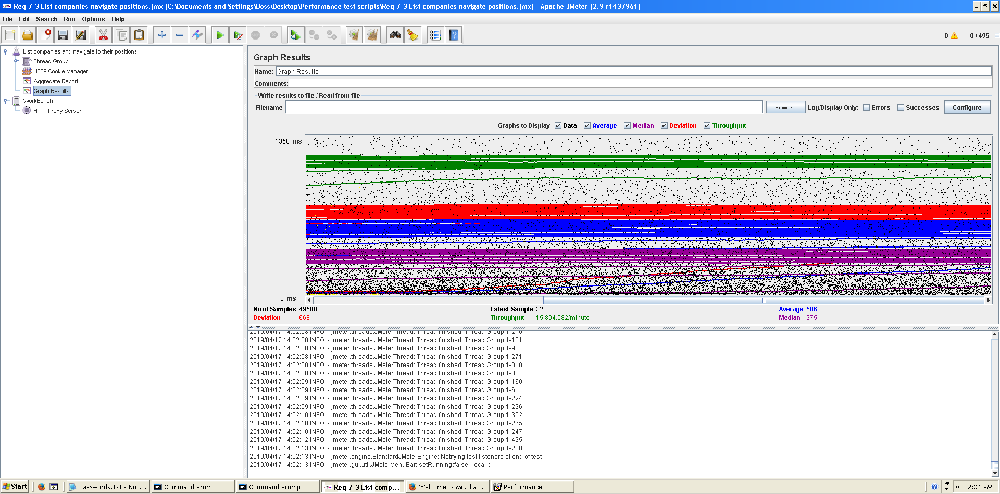 Req 7-3 List companies navigate positions.jmx (C:\Documents and Settings\Boss\Desktop\Performance test scripts\Req 7-3 List companies navigate positions.jmx) - Apache JMeter (2.9 r1437961)
File Edit Search Run Options Help
0 0 / 495
List companies and navigate to their positions
Thread Group
HTTP Cookie Manager
Aggregate Report
Graph Results
WorkBench
HTTP Proxy Server
Graph Results
Name: Graph Results
Comments:
Write results to file / Read from file
Filename Browse... Log/Display Only: Errors Successes Configure
Graphs to Display Data Average Median Deviation Throughput
1358 ms
0 ms
No of Samples 49500 Latest Sample 32 Average 506
Deviation 668 Throughput 15,894.082/minute Median 275
2019/04/17 14:02:08 INFO - jmeter.threads.JMeterThread: Thread finished: Thread Group 1-210
2019/04/17 14:02:08 INFO - jmeter.threads.JMeterThread: Thread finished: Thread Group 1-101
2019/04/17 14:02:08 INFO - jmeter.threads.JMeterThread: Thread finished: Thread Group 1-93
2019/04/17 14:02:08 INFO - jmeter.threads.JMeterThread: Thread finished: Thread Group 1-271
2019/04/17 14:02:08 INFO - jmeter.threads.JMeterThread: Thread finished: Thread Group 1-318
2019/04/17 14:02:08 INFO - jmeter.threads.JMeterThread: Thread finished: Thread Group 1-30
2019/04/17 14:02:09 INFO - jmeter.threads.JMeterThread: Thread finished: Thread Group 1-160
2019/04/17 14:02:09 INFO - jmeter.threads.JMeterThread: Thread finished: Thread Group 1-61
2019/04/17 14:02:09 INFO - jmeter.threads.JMeterThread: Thread finished: Thread Group 1-224
2019/04/17 14:02:09 INFO - jmeter.threads.JMeterThread: Thread finished: Thread Group 1-296
2019/04/17 14:02:10 INFO - jmeter.threads.JMeterThread: Thread finished: Thread Group 1-352
2019/04/17 14:02:10 INFO - jmeter.threads.JMeterThread: Thread finished: Thread Group 1-265
2019/04/17 14:02:10 INFO - jmeter.threads.JMeterThread: Thread finished: Thread Group 1-247
2019/04/17 14:02:12 INFO - jmeter.threads.JMeterThread: Thread finished: Thread Group 1-435
2019/04/17 14:02:13 INFO - jmeter.threads.JMeterThread: Thread finished: Thread Group 1-200
2019/04/17 14:02:13 INFO - jmeter.engine.StandardJMeterEngine: Notifying test listeners of end of test
2019/04/17 14:02:13 INFO - jmeter.gui.util.JMeterMenuBar: setRunning(false,*local*)
Start passwords.txt - Not... Command Prompt Command Prompt Req 7-3 List comp... Welcome! - Mozilla ... Performance 2:04 PM